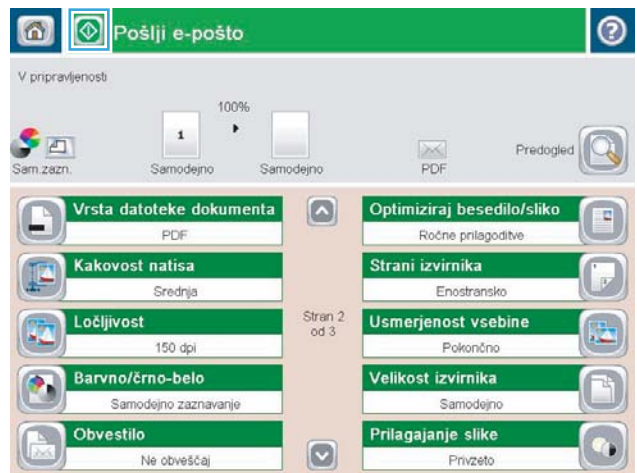 Pošlji e-pošto
?
V pripravljenosti
100%
1
Sam.zazn.
Samodejno
Samodejno
PDF
Predogled
Vrsta datoteke dokumenta
PDF
Optimiziraj besedilo/sliko
Ročne prilagoditve
Kakovost natisa
Srednja
Strani izvirnika
Enostransko
Ločljivost
150 dpi
Stran 2
od 3
Usmerjenost vsebine
Pokončno
Barvno/črno-belo
Samodejno zaznavanje
Velikost izvirnika
Samodejno
Obvestilo
Ne obveščaj
Prilagajanje slike
Privzeto